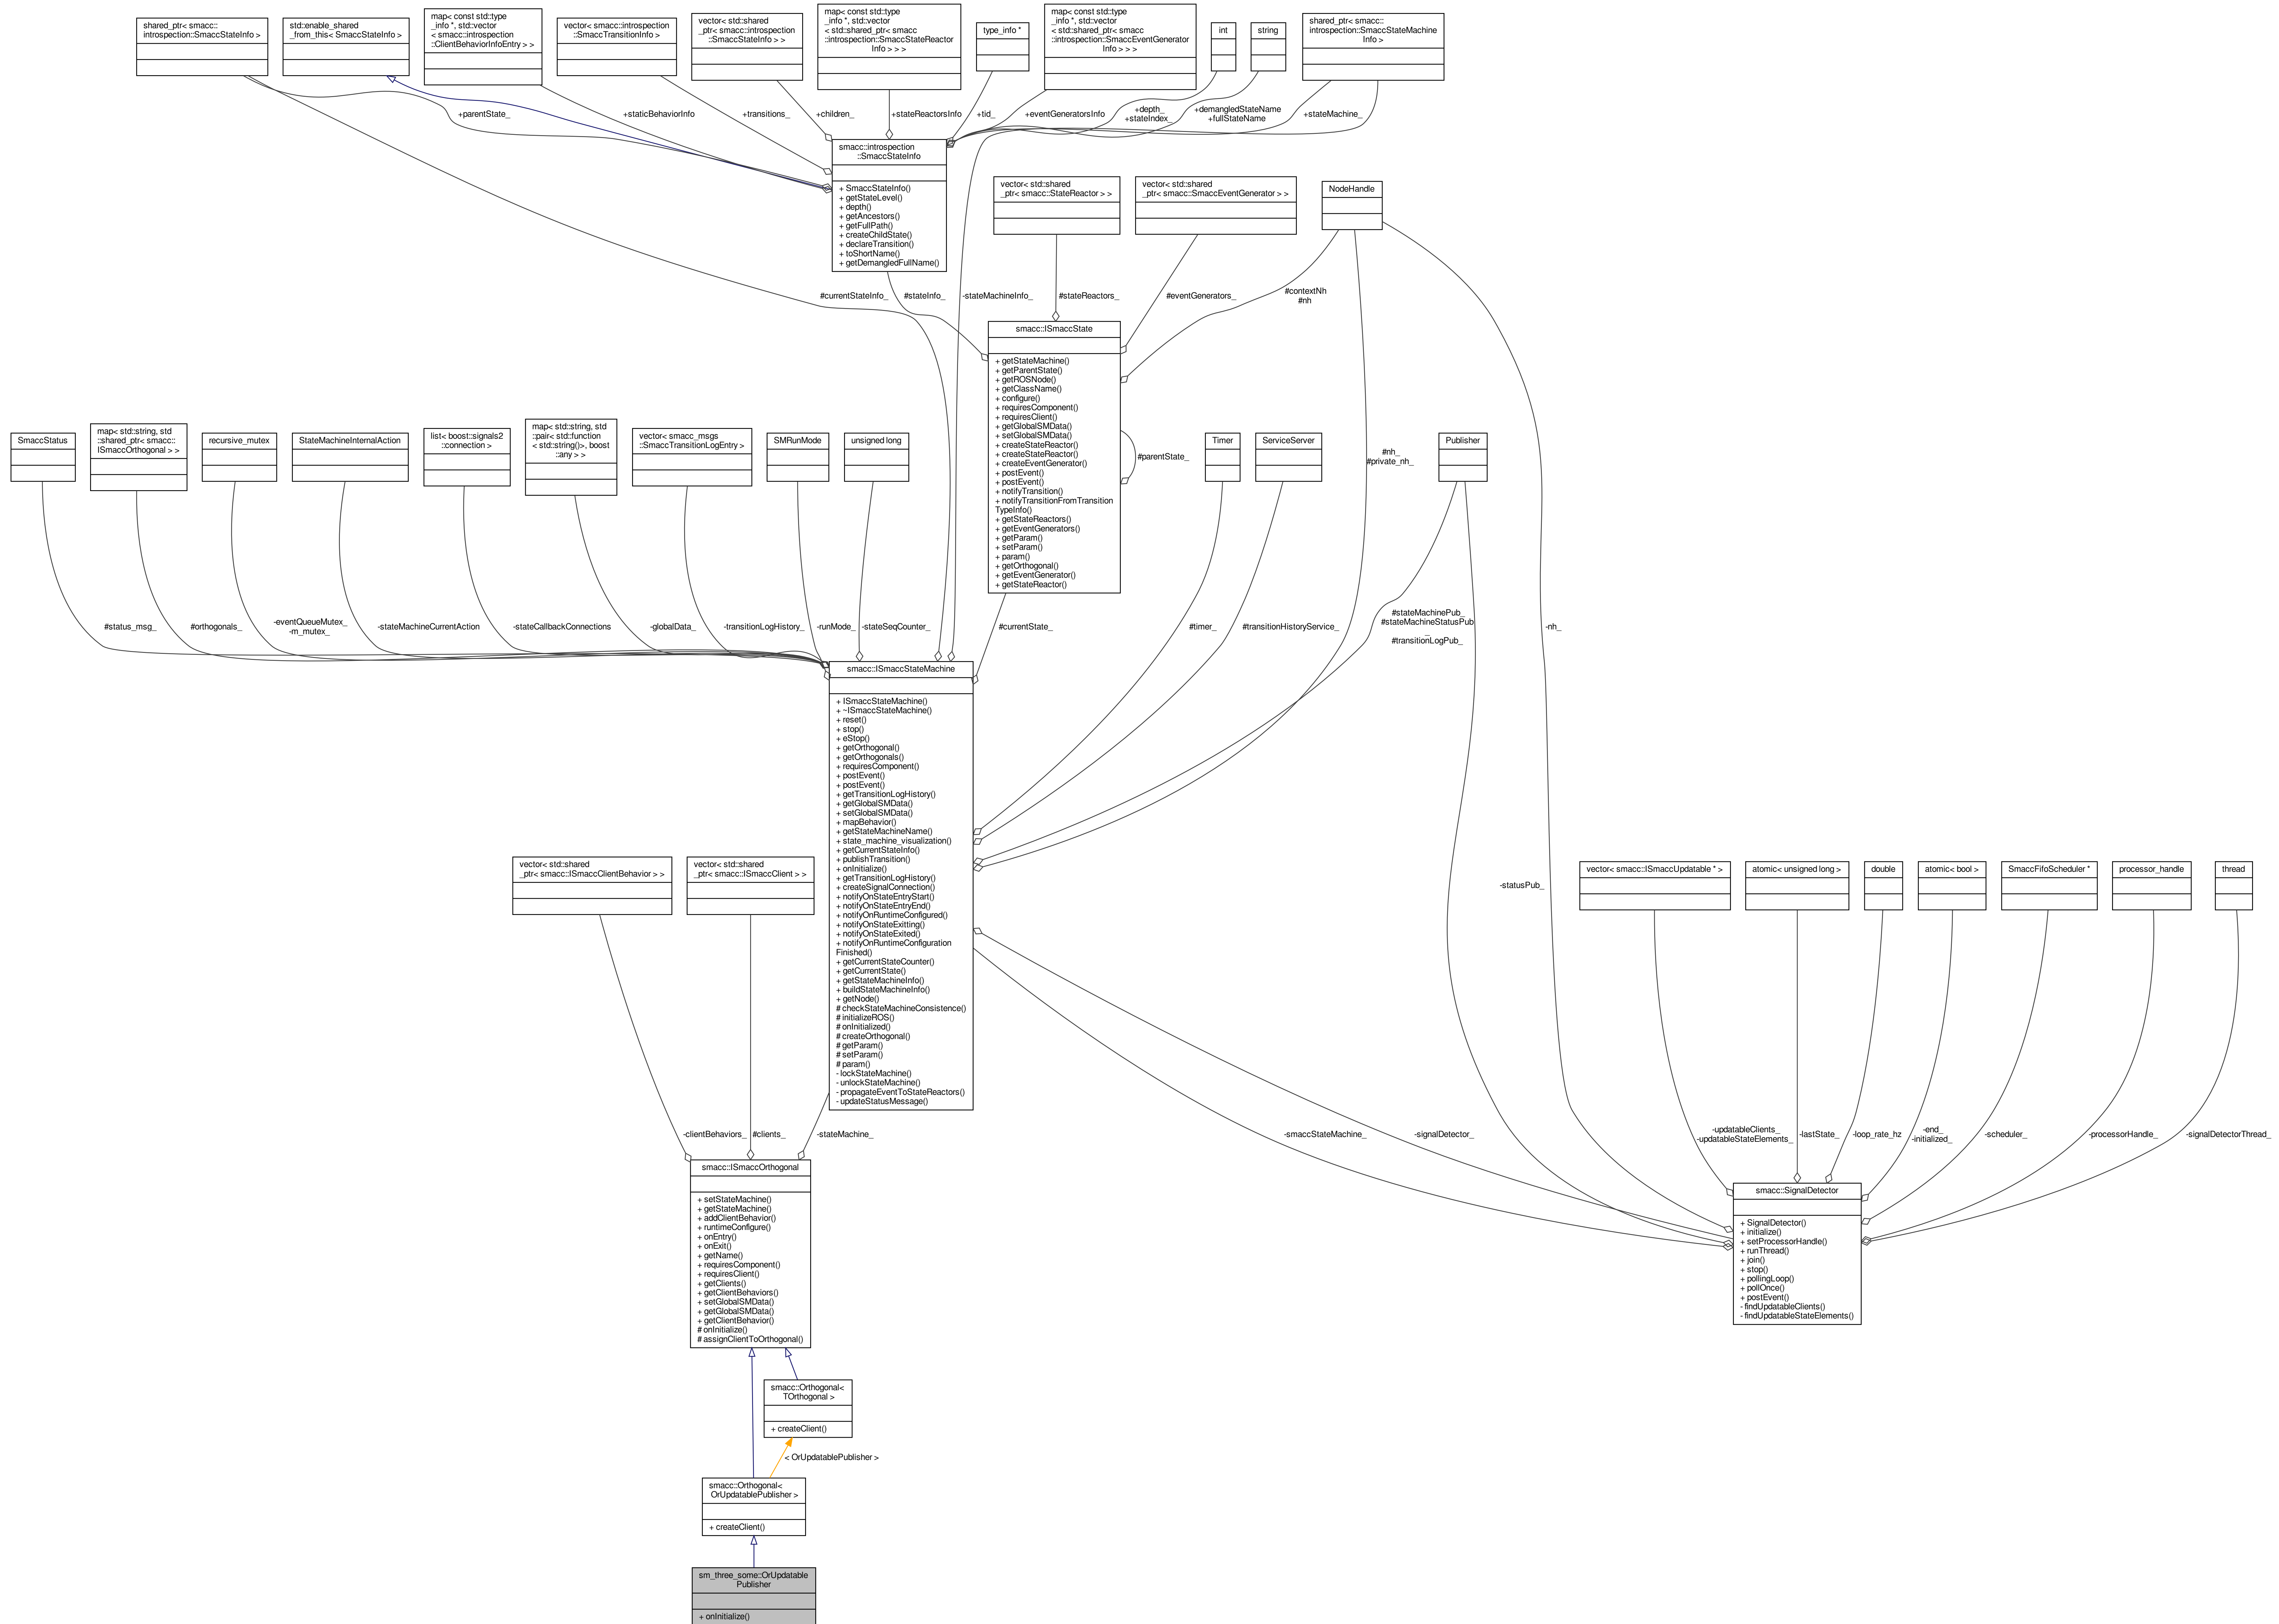 shared_ptr< smacc::
introspection::SmaccStateInfo >
std::enable_shared
_from_this< SmaccStateInfo >
map< const std::type
_info *, std::vector
< smacc::introspection
::ClientBehaviorInfoEntry > >
vector< smacc::introspection
::SmaccTransitionInfo >
vector< std::shared
_ptr< smacc::introspection
::SmaccStateInfo > >
map< const std::type
_info *, std::vector
< std::shared_ptr< smacc
::introspection::SmaccStateReactor
Info > > >
type_info *
map< const std::type
_info *, std::vector
< std::shared_ptr< smacc
::introspection::SmaccEventGenerator
Info > > >
int
string
shared_ptr< smacc::
introspection::SmaccStateMachine
Info >
+parentState_
+staticBehaviorInfo
+transitions_
+children_
+stateReactorsInfo
+tid_
+eventGeneratorsInfo
+depth_
+stateIndex_
+demangledStateName
+fullStateName
+stateMachine_
smacc::introspection
::SmaccStateInfo
+ SmaccStateInfo()
+ getStateLevel()
+ depth()
+ getAncestors()
+ getFullPath()
+ createChildState()
+ declareTransition()
+ toShortName()
+ getDemangledFullName()
vector< std::shared
_ptr< smacc::StateReactor > >
vector< std::shared
_ptr< smacc::SmaccEventGenerator > >
NodeHandle
#currentStateInfo_
#stateInfo_
-stateMachineInfo_
#stateReactors_
#eventGenerators_
#contextNh
#nh
smacc::ISmaccState
+ getStateMachine()
+ getParentState()
+ getROSNode()
+ getClassName()
+ configure()
+ requiresComponent()
+ requiresClient()
+ getGlobalSMData()
+ setGlobalSMData()
+ createStateReactor()
+ createStateReactor()
+ createEventGenerator()
+ postEvent()
+ postEvent()
+ notifyTransition()
+ notifyTransitionFromTransition
TypeInfo()
+ getStateReactors()
+ getEventGenerators()
+ getParam()
+ setParam()
+ param()
+ getOrthogonal()
+ getEventGenerator()
+ getStateReactor()
#parentState_
SmaccStatus
map< std::string, std
::shared_ptr< smacc::
ISmaccOrthogonal > >
recursive_mutex
StateMachineInternalAction
list< boost::signals2
::connection >
map< std::string, std
::pair< std::function
< std::string()>, boost
::any > >
vector< smacc_msgs
::SmaccTransitionLogEntry >
SMRunMode
unsigned long
Timer
ServiceServer
#nh_
#private_nh_
Publisher
#status_msg_
#orthogonals_
-eventQueueMutex_
-m_mutex_
-stateMachineCurrentAction
-stateCallbackConnections
-globalData_
-transitionLogHistory_
-runMode_
-stateSeqCounter_
#currentState_
#timer_
#transitionHistoryService_
#stateMachinePub_
#stateMachineStatusPub
_
#transitionLogPub_
-nh_
smacc::ISmaccStateMachine
+ ISmaccStateMachine()
+ ~ISmaccStateMachine()
+ reset()
+ stop()
+ eStop()
+ getOrthogonal()
+ getOrthogonals()
+ requiresComponent()
+ postEvent()
+ postEvent()
+ getTransitionLogHistory()
+ getGlobalSMData()
+ setGlobalSMData()
+ mapBehavior()
+ getStateMachineName()
+ state_machine_visualization()
+ getCurrentStateInfo()
+ publishTransition()
+ onInitialize()
+ getTransitionLogHistory()
+ createSignalConnection()
+ notifyOnStateEntryStart()
+ notifyOnStateEntryEnd()
+ notifyOnRuntimeConfigured()
+ notifyOnStateExitting()
+ notifyOnStateExited()
+ notifyOnRuntimeConfiguration
Finished()
+ getCurrentStateCounter()
+ getCurrentState()
+ getStateMachineInfo()
+ buildStateMachineInfo()
+ getNode()
# checkStateMachineConsistence()
# initializeROS()
# onInitialized()
# createOrthogonal()
# getParam()
# setParam()
# param()
- lockStateMachine()
- unlockStateMachine()
- propagateEventToStateReactors()
- updateStatusMessage()
vector< std::shared
_ptr< smacc::ISmaccClientBehavior > >
vector< std::shared
_ptr< smacc::ISmaccClient > >
-statusPub_
vector< smacc::ISmaccUpdatable * >
atomic< unsigned long >
double
atomic< bool >
SmaccFifoScheduler *
processor_handle
thread
-clientBehaviors_
#clients_
-stateMachine_
-smaccStateMachine_
-signalDetector_
-updatableClients_
-updatableStateElements_
-lastState_
-loop_rate_hz
-end_
-initialized_
-scheduler_
-processorHandle_
-signalDetectorThread_
smacc::ISmaccOrthogonal
+ setStateMachine()
+ getStateMachine()
+ addClientBehavior()
+ runtimeConfigure()
+ onEntry()
+ onExit()
+ getName()
+ requiresComponent()
+ requiresClient()
+ getClients()
+ getClientBehaviors()
+ setGlobalSMData()
+ getGlobalSMData()
+ getClientBehavior()
# onInitialize()
# assignClientToOrthogonal()
smacc::SignalDetector
+ SignalDetector()
+ initialize()
+ setProcessorHandle()
+ runThread()
+ join()
+ stop()
+ pollingLoop()
+ pollOnce()
+ postEvent()
- findUpdatableClients()
- findUpdatableStateElements()
smacc::Orthogonal<
TOrthogonal >
+ createClient()
< OrUpdatablePublisher >
smacc::Orthogonal<
OrUpdatablePublisher >
+ createClient()
sm_three_some::OrUpdatable
Publisher
+ onInitialize()